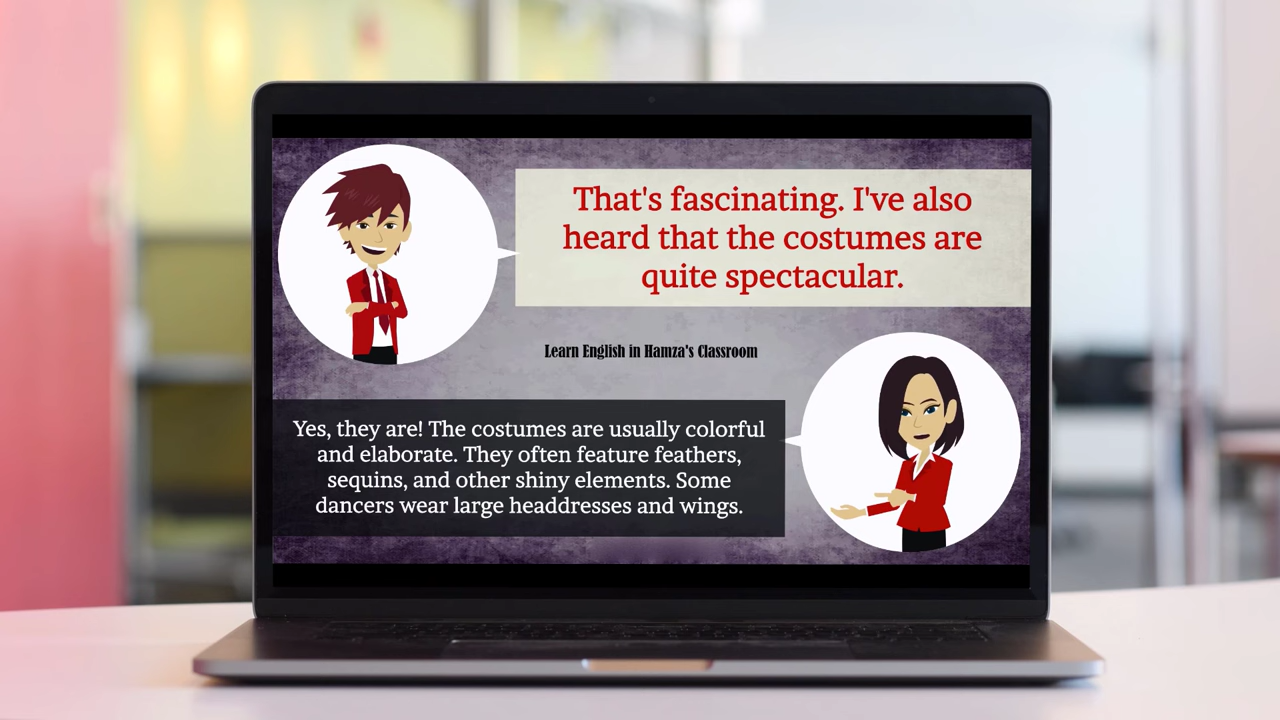 That's fascinating. I've also
heard that the costumes are
quite spectacular.
Learn English in Hamza's Classroom
Yes, they are! The costumes are usually colorful
and elaborate. They often feature feathers,
sequins, and other shiny elements. Some
dancers wear large headdresses and wings.